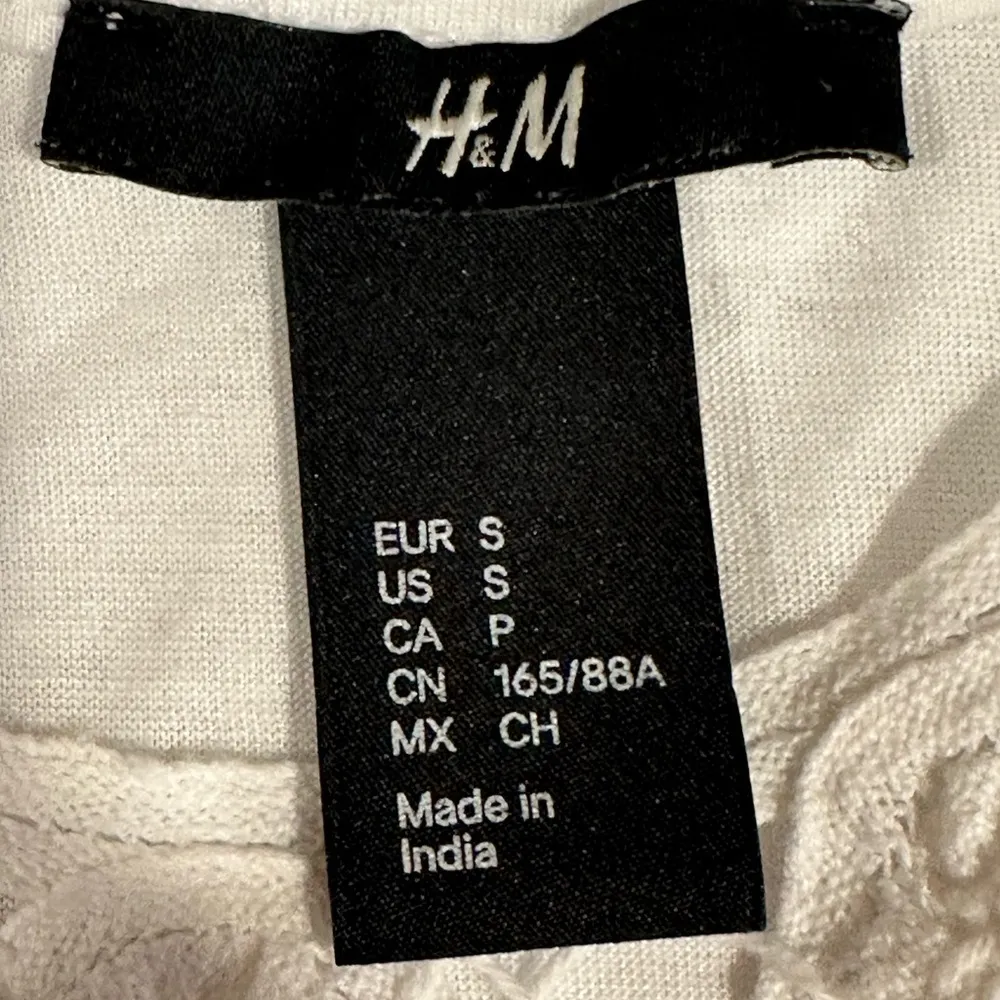 H&M
EUR S
US S
CA P
CN 165/88A
MX CH
Made in
India